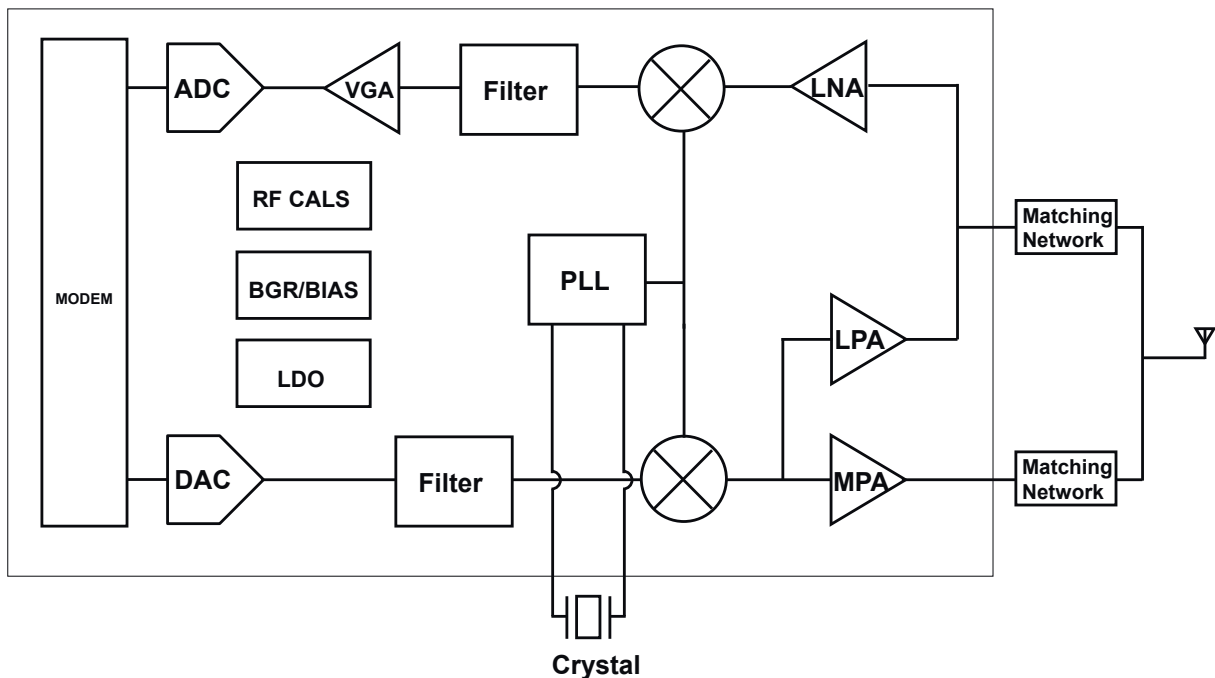 ADC
VGA
Filter
LNA
RF CALS
Matching
Network
PLL
BGR/BIAS
MODEM
LPA
LDO
DAC
Filter
MPA
Matching
Network
Crystal